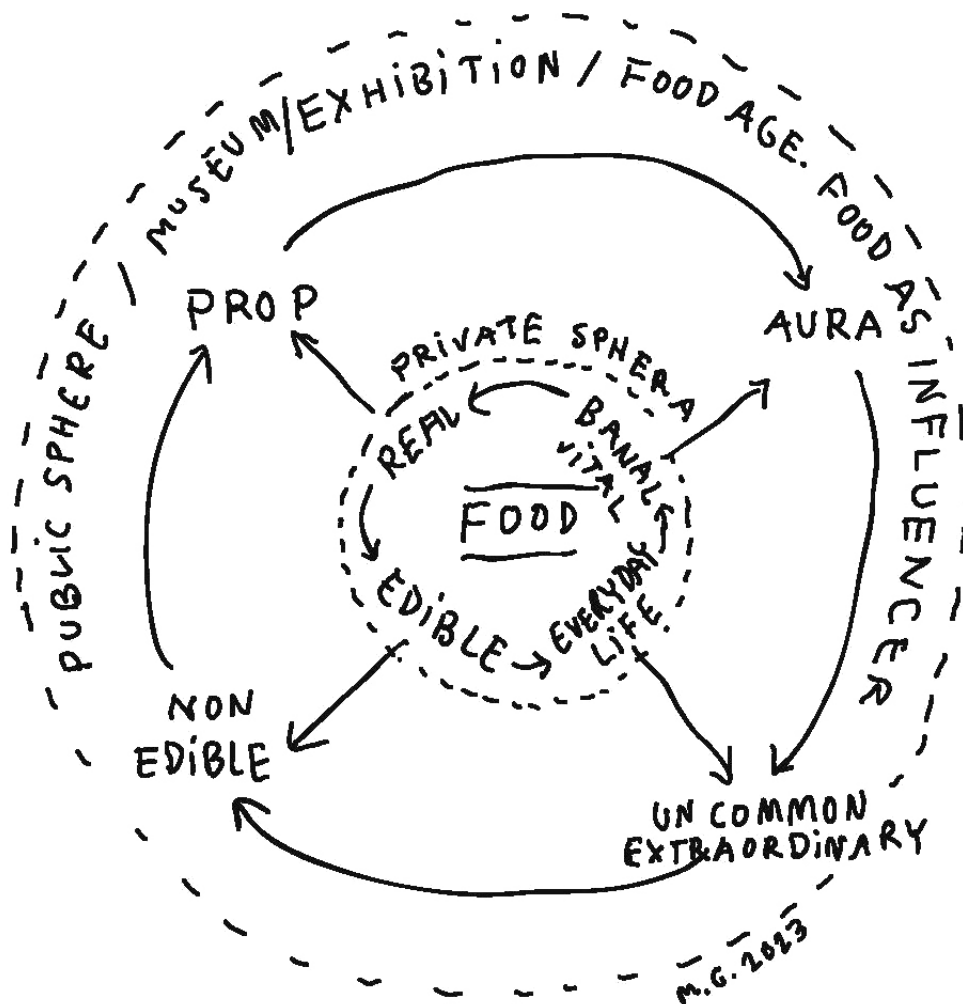 PUBLIC SPHERE / MUSEUM/EXHIBITION / FOOD AGE. FOOD AS INFLUENCER
PROP
AURA
PRIVATE SPHERA
REAL
BANAL
VITAL
FOOD
EDIBLE
EVERYDAY
LIFE.
NON
EDIBLE
UNCOMMON
EXTRAORDINARY
M.G. 2023